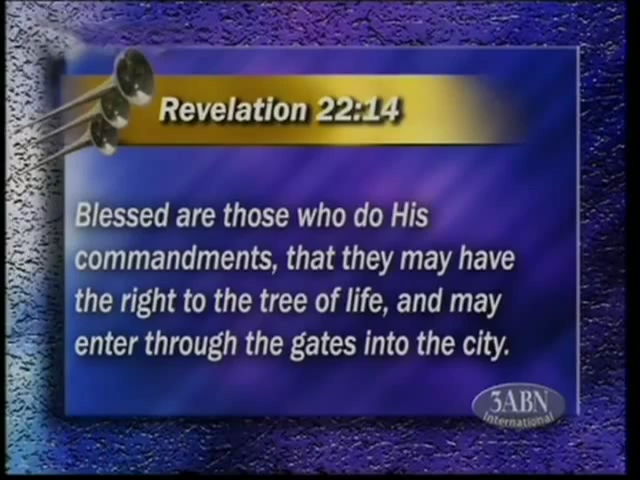 Revelation 22:14
Blessed are those who do His
commandments, that they may have
the right to the tree of life, and may
enter through the gates into the city.
3ABN
International